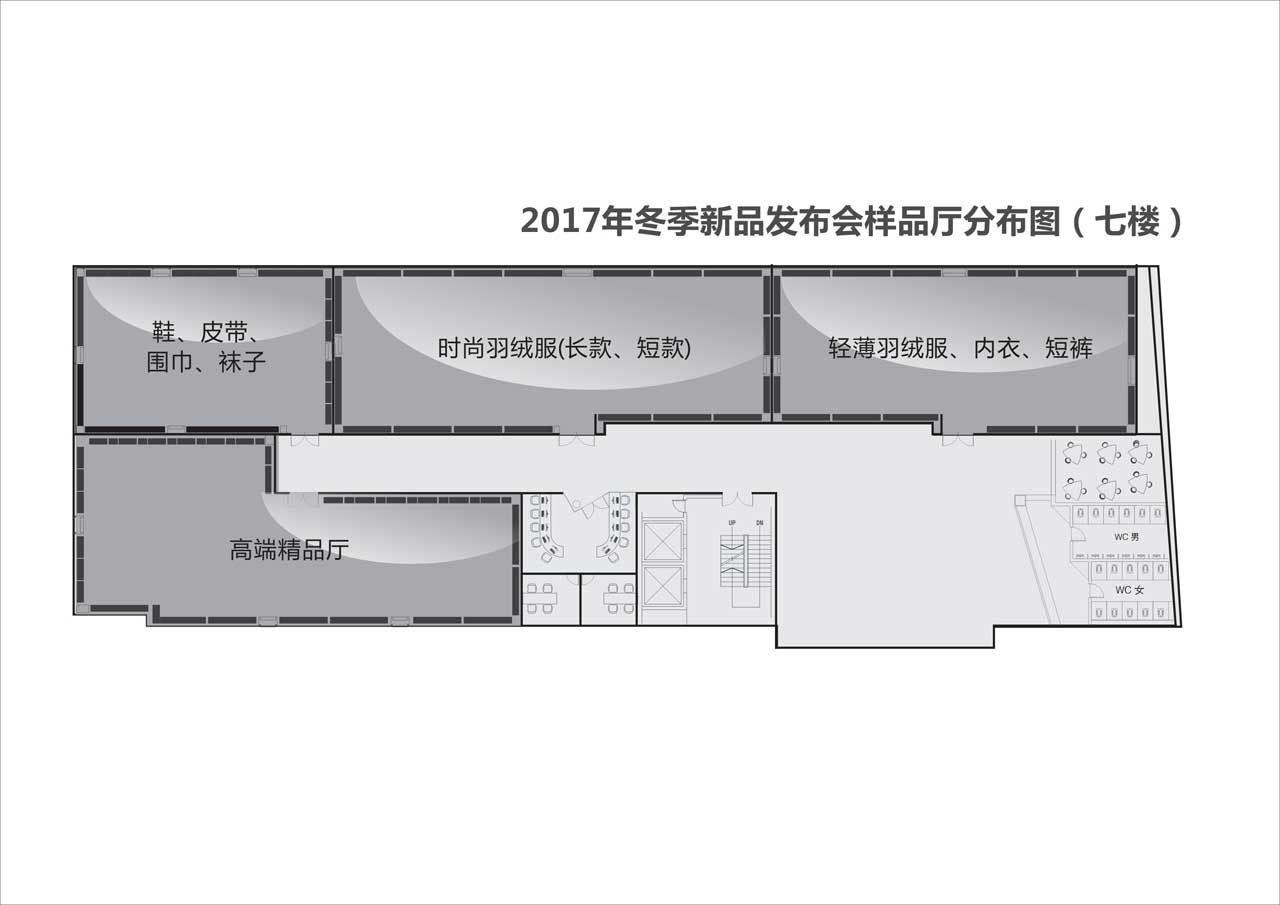 2017年冬季新品发布会样品厅分布图（七楼）
鞋、皮带、
围巾、袜子
时尚羽绒服(长款、短款)
轻薄羽绒服、内衣、短裤
高端精品厅
UP
DN
WC 男
WC 女